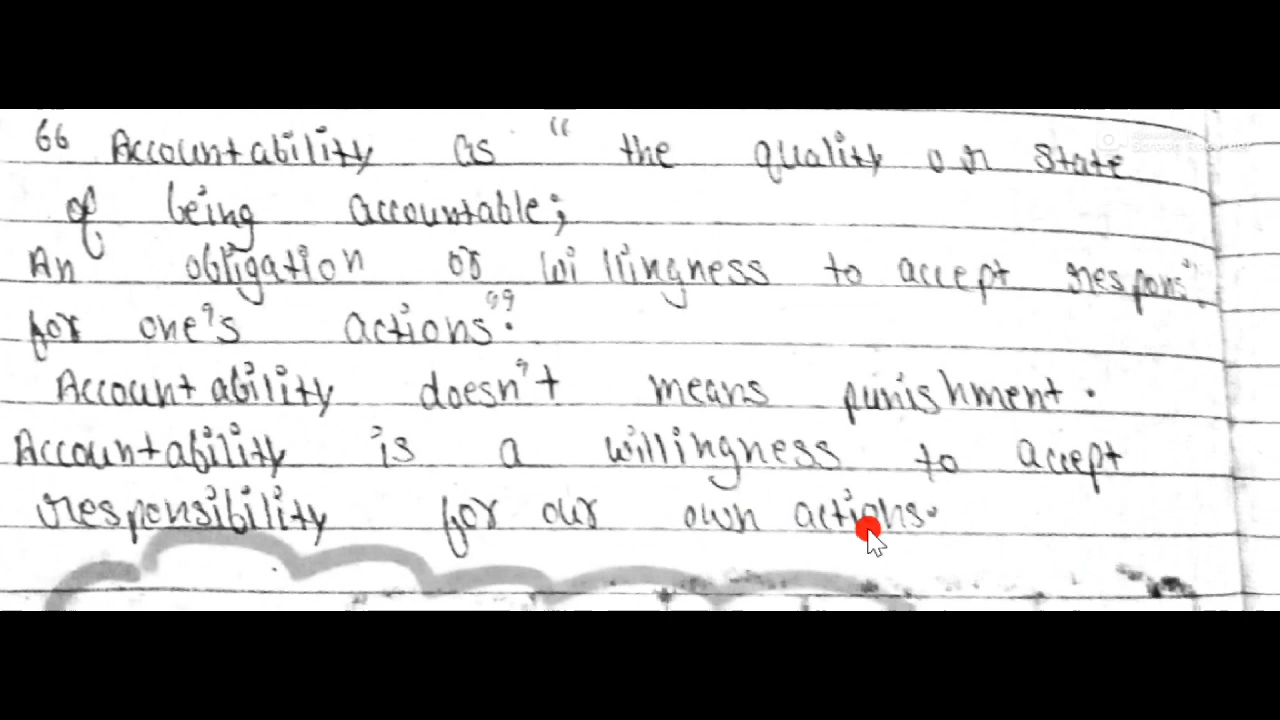 “ Accountability as “ the quality or state
of being accountable;
An obligation or willingness to accept respons
for one's actions”.
Accountability doesn't means punishment.
Accountability is a willingness to accept
responsibility for our own actions.